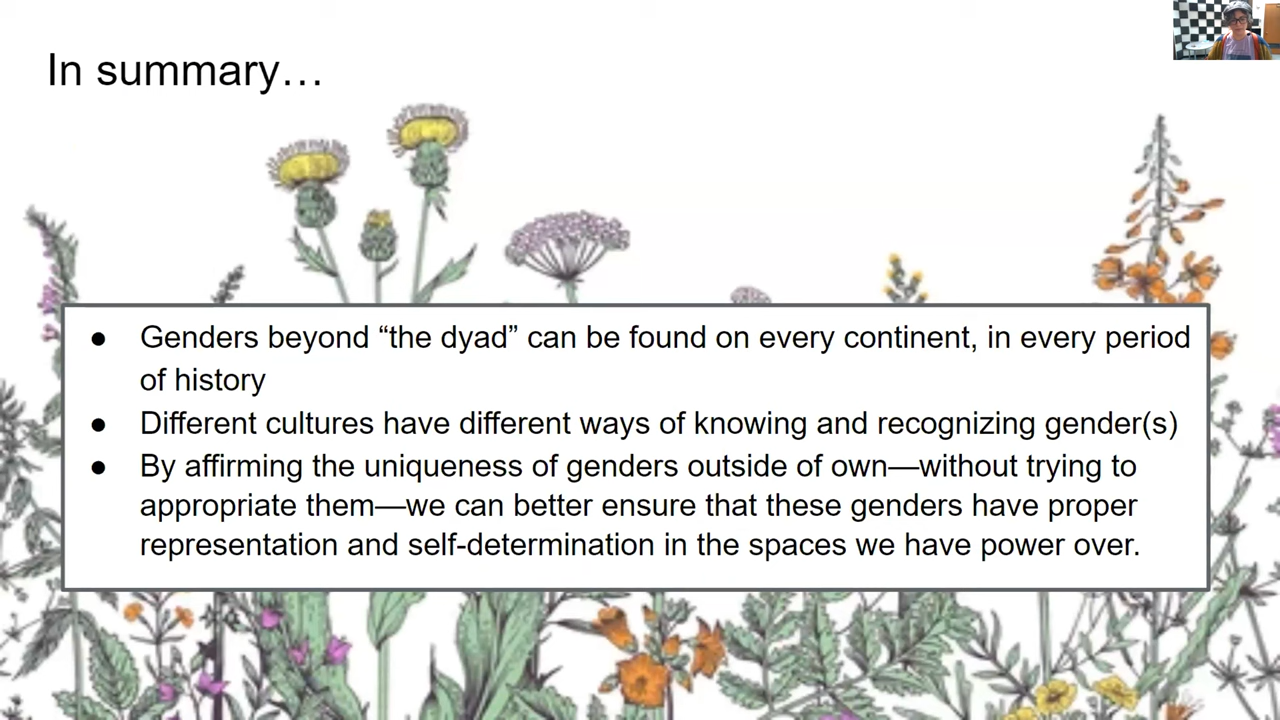 In summary…
● Genders beyond “the dyad” can be found on every continent, in every period
of history
● Different cultures have different ways of knowing and recognizing gender(s)
● By affirming the uniqueness of genders outside of own—without trying to
appropriate them—we can better ensure that these genders have proper
representation and self-determination in the spaces we have power over.